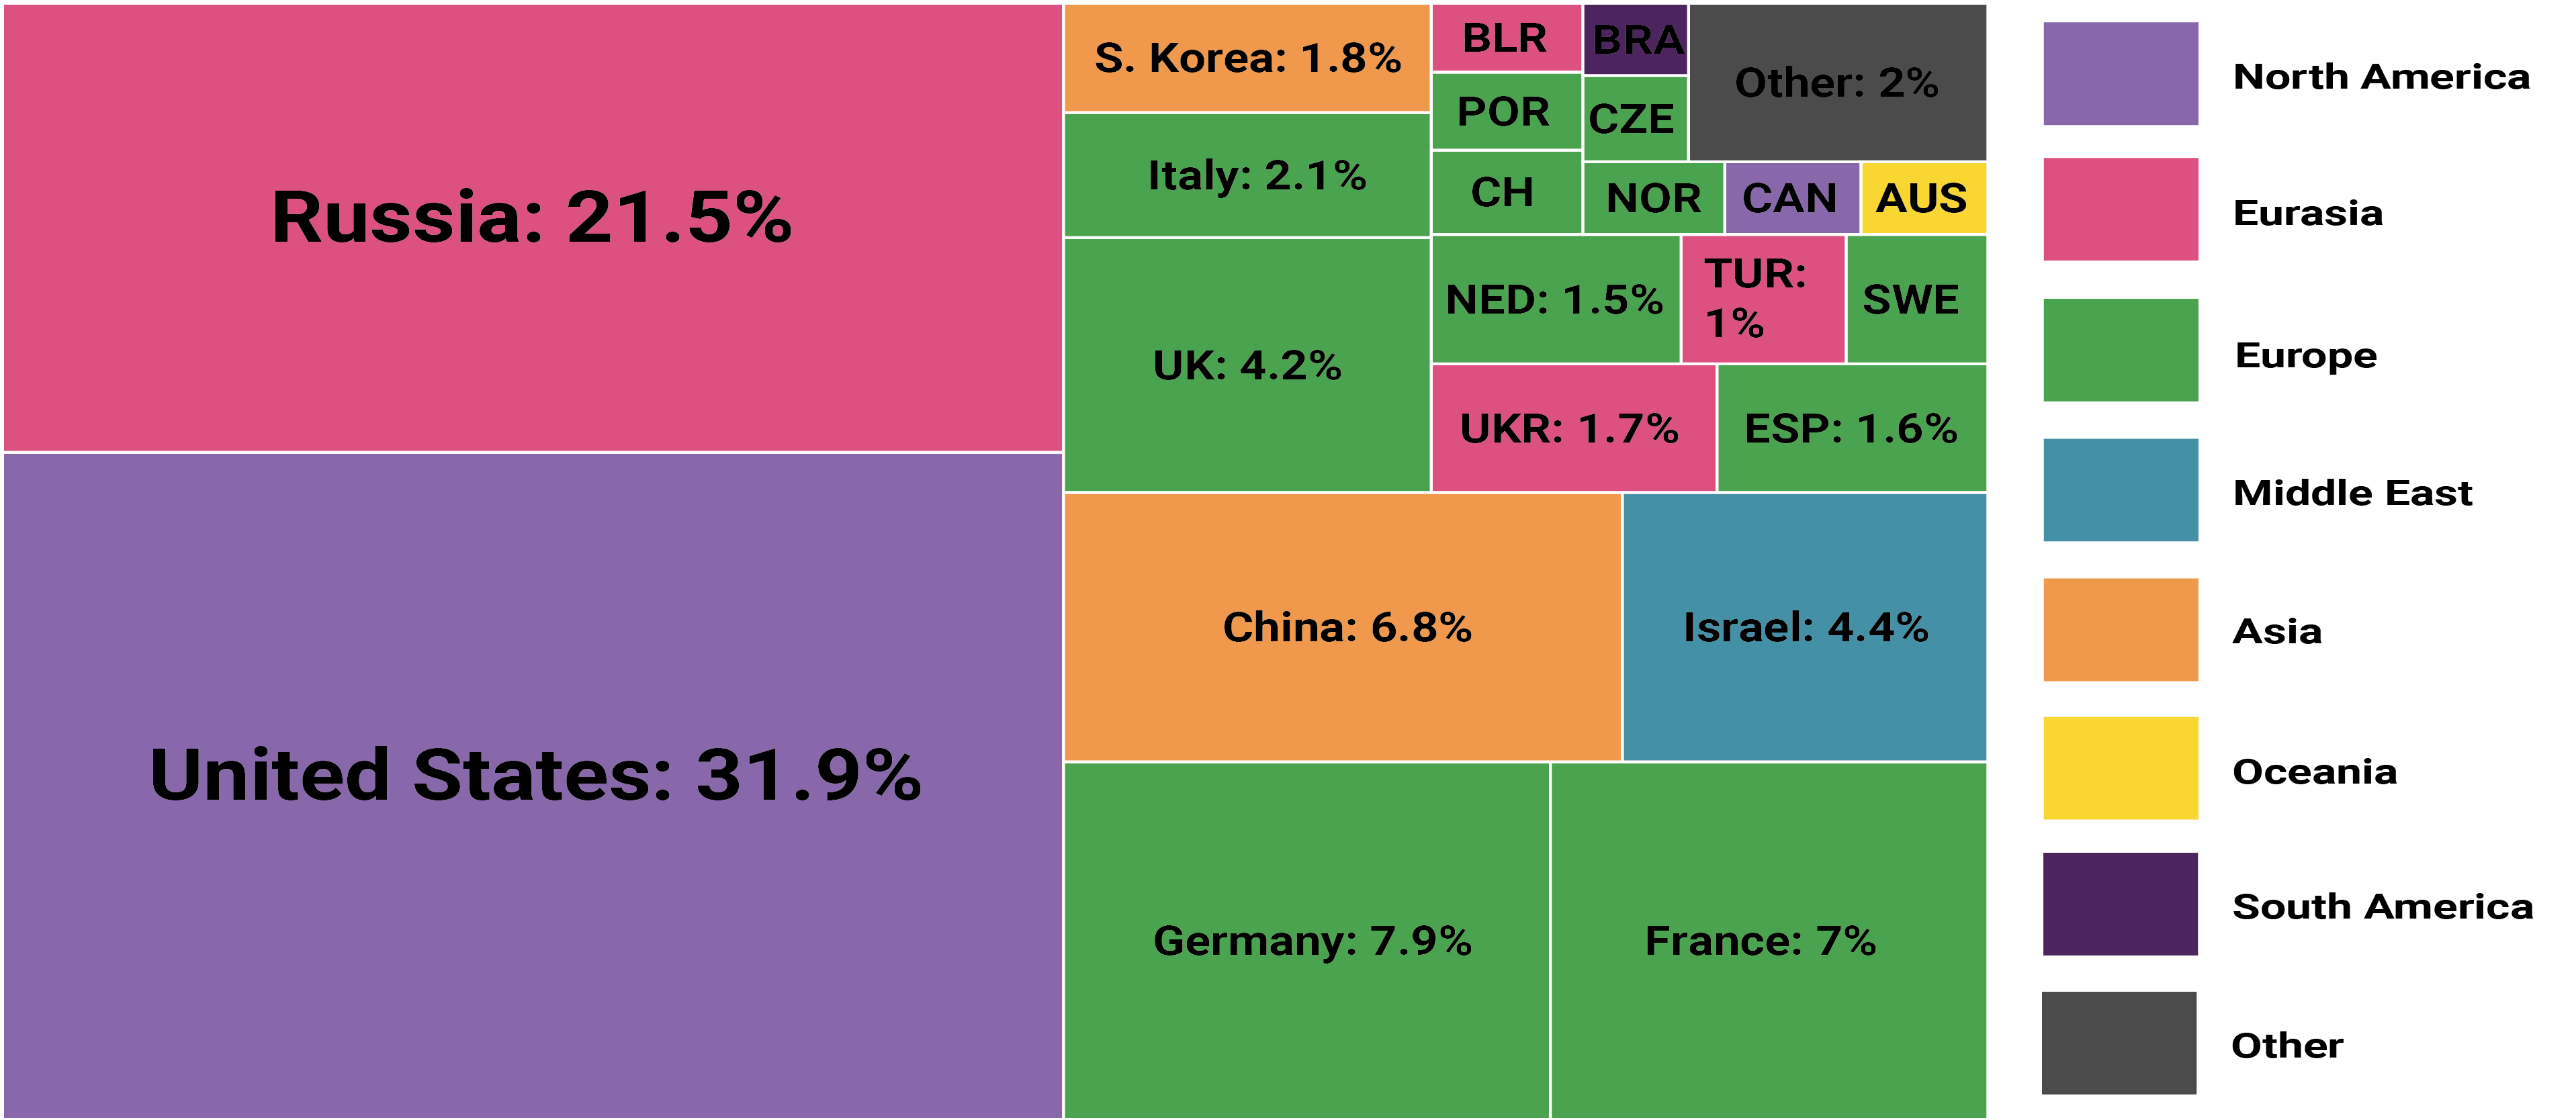 Russia: 21.5%
United States: 31.9%
S. Korea: 1.8%
Italy: 2.1%
UK: 4.2%
BLR
BRA
Other: 2%
POR
CZE
CH
NOR
CAN
AUS
NED: 1.5%
TUR:
1%
SWE
UKR: 1.7%
ESP: 1.6%
China: 6.8%
Israel: 4.4%
Germany: 7.9%
France: 7%
North America
Eurasia
Europe
Middle East
Asia
Oceania
South America
Other